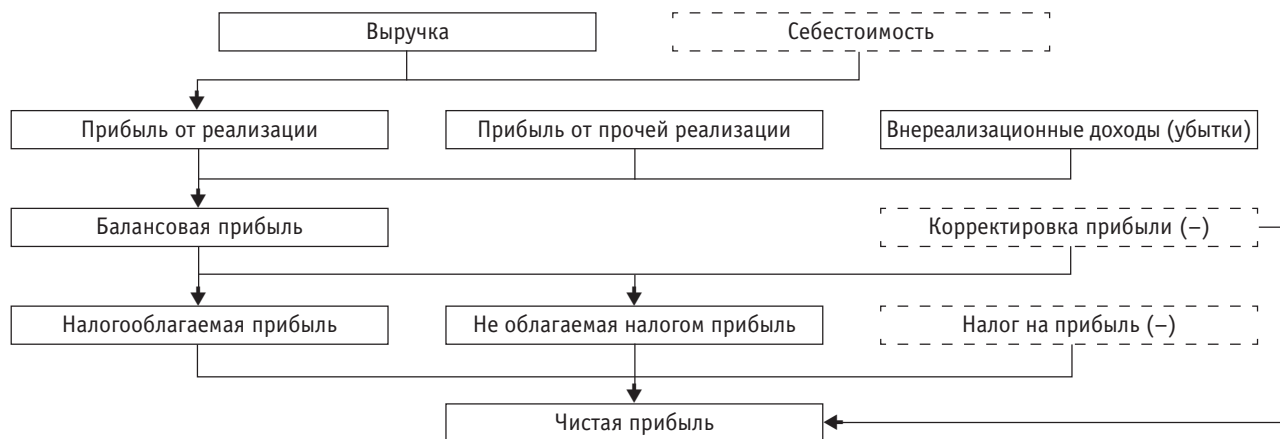 Выручка
Себестоимость
Прибыль от реализации
Прибыль от прочей реализации
Внереализационные доходы (убытки)
Балансовая прибыль
Корректировка прибыли (–)
Налогооблагаемая прибыль
Не облагаемая налогом прибыль
Налог на прибыль (–)
Чистая прибыль